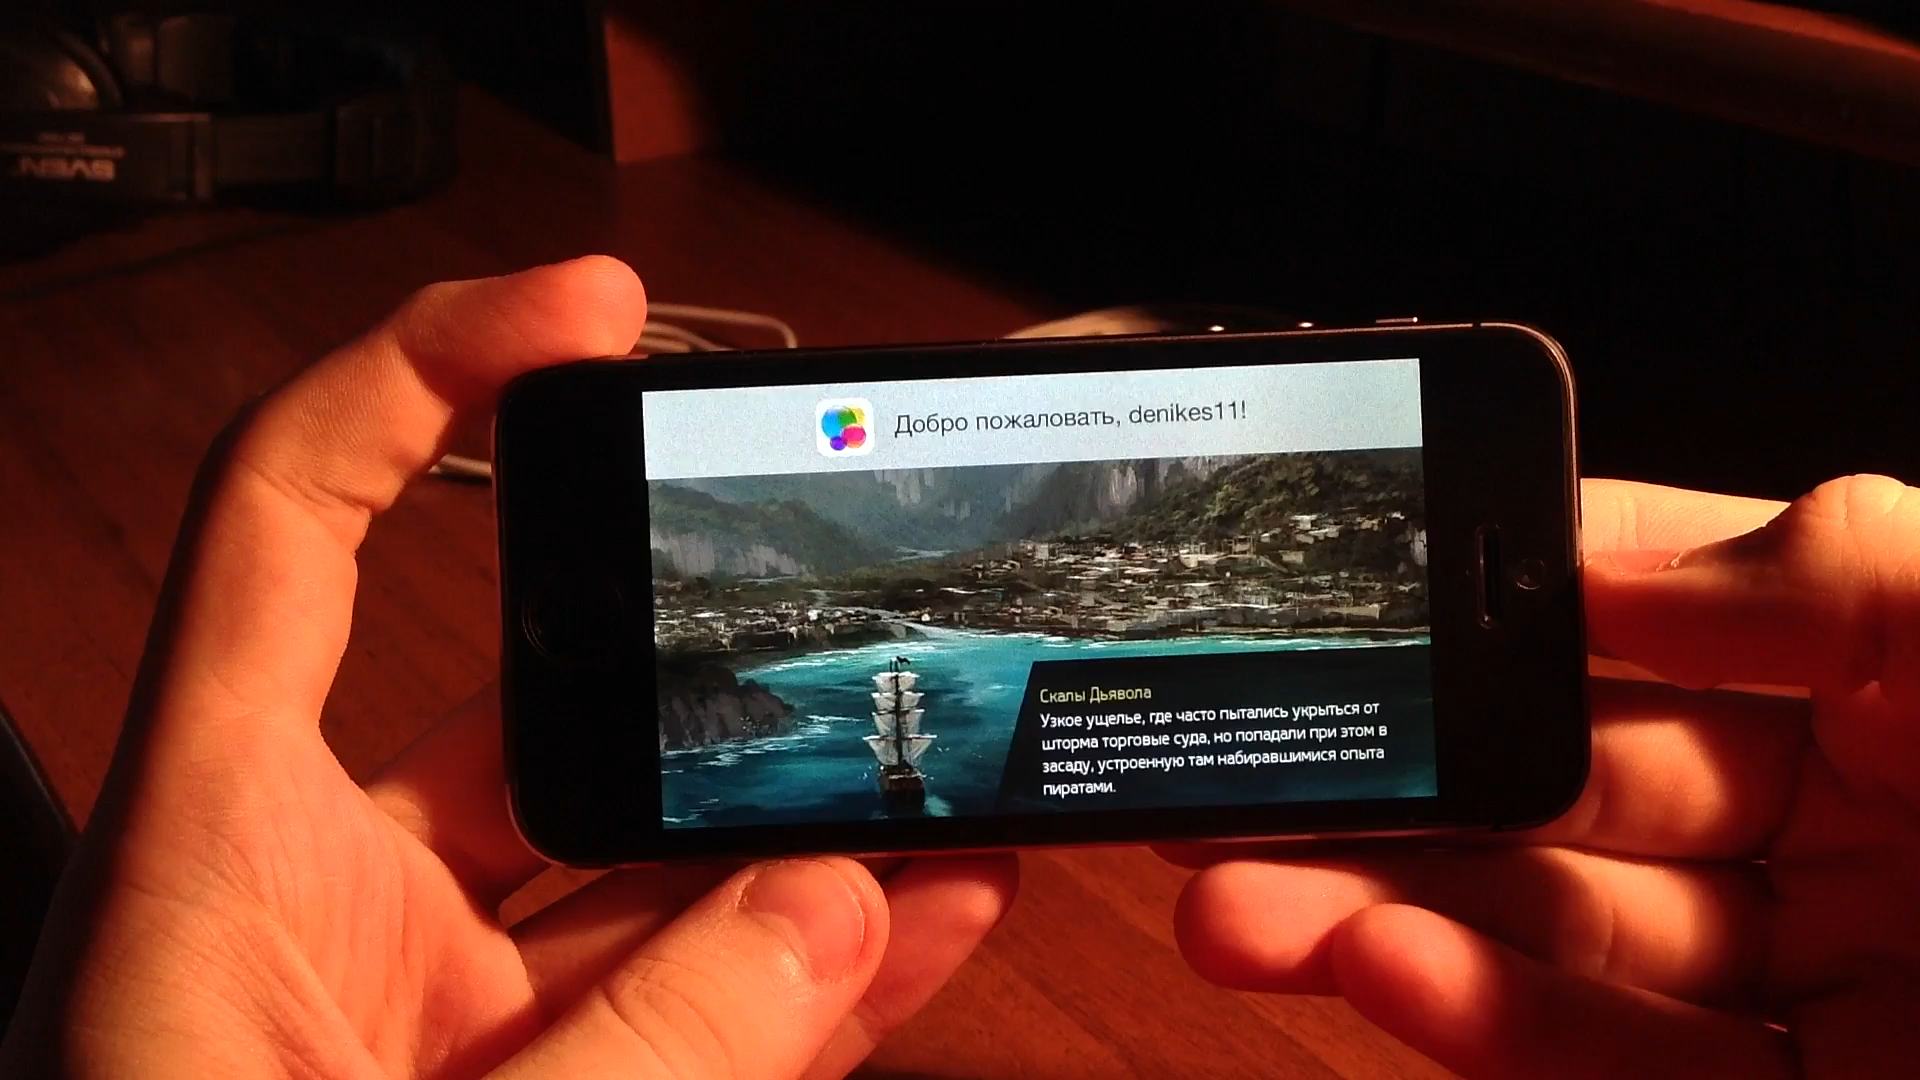 SVEN
Добро пожаловать, denikes11!
Скалы Дьявола
Узкое ущелье, где часто пытались укрыться от
шторма торговые суда, но попадали при этом в
засаду, устроенную там набиравшимися опыта
пиратами.